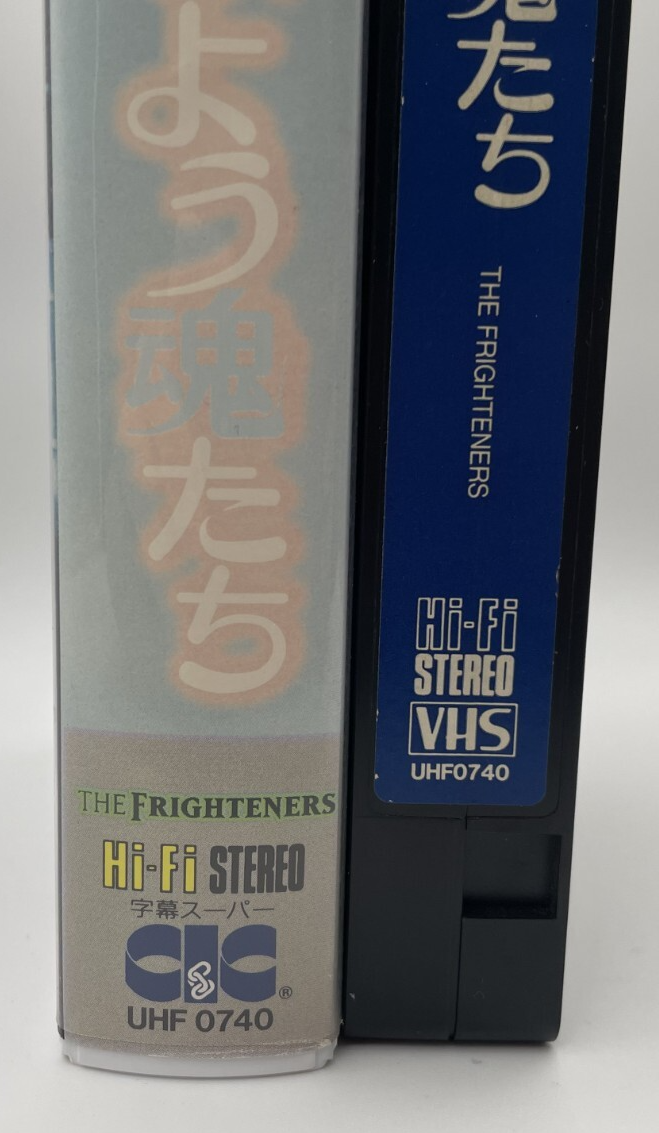 よう魂たち
THE FRIGHTENERS
Hi-Fi STEREO
字幕スーパー
CIC®
UHF 0740
魂たち
THE FRIGHTENERS
Hi-Fi
STEREO
VHS
UHF0740